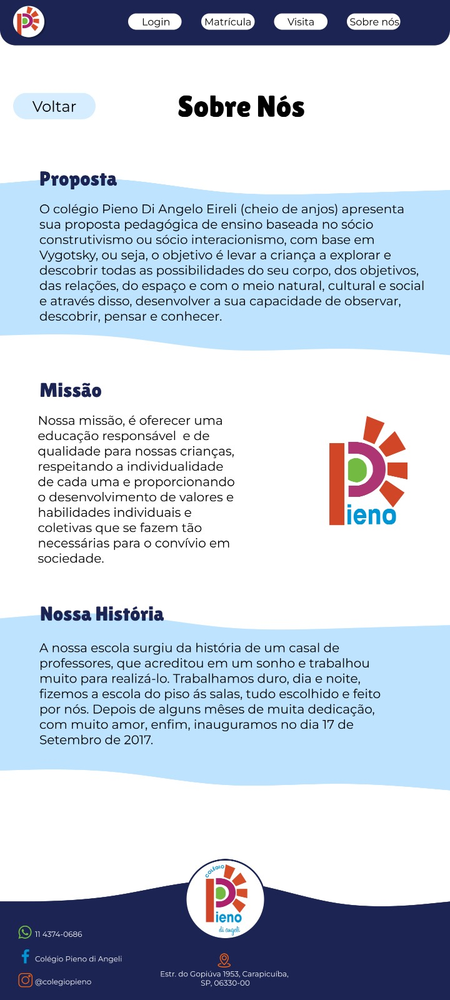 Login
Matrícula
Visita
Sobre nós
Voltar
Sobre Nós
Proposta
O colégio Pieno Di Angelo Eireli (cheio de anjos) apresenta
sua proposta pedagógica de ensino baseada no sócio
construtivismo ou sócio interacionismo, com base em
Vygotsky, ou seja, o objetivo é levar a criança a explorar e
descobrir todas as possibilidades do seu corpo, dos objetivos,
das relações, do espaço e com o meio natural, cultural e social
e através disso, desenvolver a sua capacidade de observar,
descobrir, pensar e conhecer.
Missão
Nossa missão, é oferecer uma
educação responsável  e de
qualidade para nossas crianças,
respeitando a individualidade
de cada uma e proporcionando
o desenvolvimento de valores e
habilidades individuais e
coletivas que se fazem tão
necessárias para o convívio em
sociedade.
Pieno
Nossa História
A nossa escola surgiu da história de um casal de
professores, que acreditou em um sonho e trabalhou
muito para realizá-lo. Trabalhamos duro, dia e noite,
fizemos a escola do piso ás salas, tudo escolhido e feito
por nós. Depois de alguns mêses de muita dedicação,
com muito amor, enfim, inauguramos no dia 17 de
Setembro de 2017.
COLÉGIO
Pieno
di angeli
11 4374-0686
Colégio Pieno di Angeli
@colegiopieno
Estr. do Gopiúva 1953, Carapicuíba,
SP, 06330-00